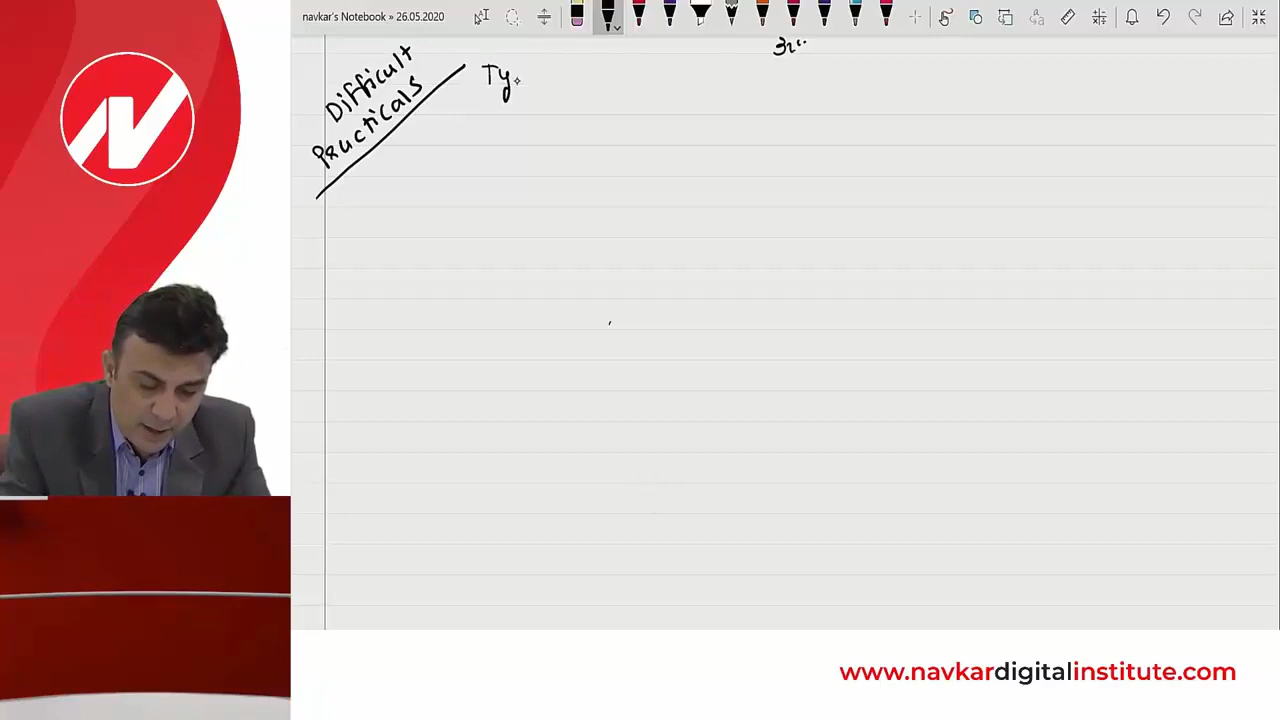 navkar's Notebook » 26.05.2020
Difficult
Practicals
Ty
www.navkardigitalinstitute.com